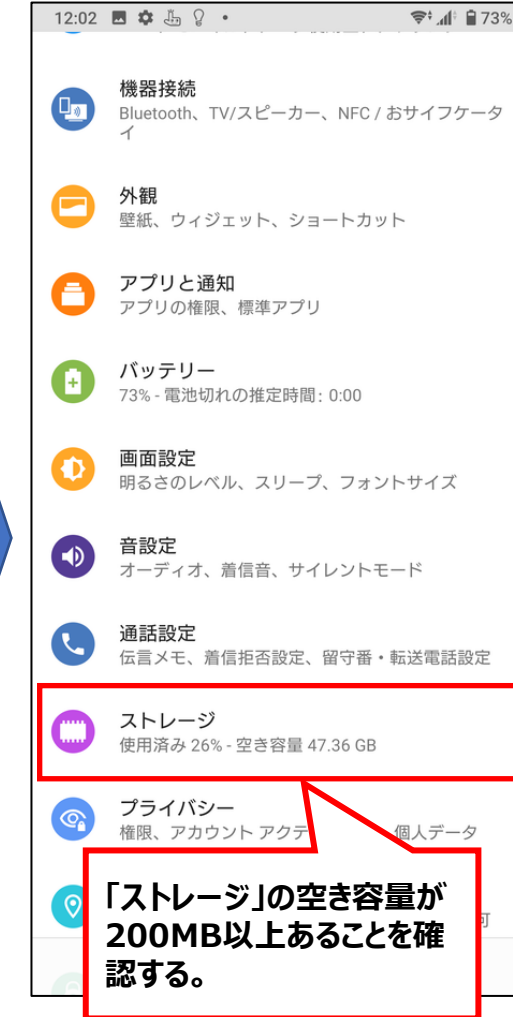 12:02
73%
機器接続
Bluetooth、TV/スピーカー、NFC / おサイフケータ
イ
外観
壁紙、ウィジェット、ショートカット
アプリと通知
アプリの権限、標準アプリ
バッテリー
73% - 電池切れの推定時間: 0:00
画面設定
明るさのレベル、スリープ、フォントサイズ
音設定
オーディオ、着信音、サイレントモード
通話設定
伝言メモ、着信拒否設定、留守番・転送電話設定
ストレージ
使用済み 26% - 空き容量 47.36 GB
プライバシー
権限、アカウント アクテ 個人データ
「ストレージ」の空き容量が
200MB以上あることを確
認する。